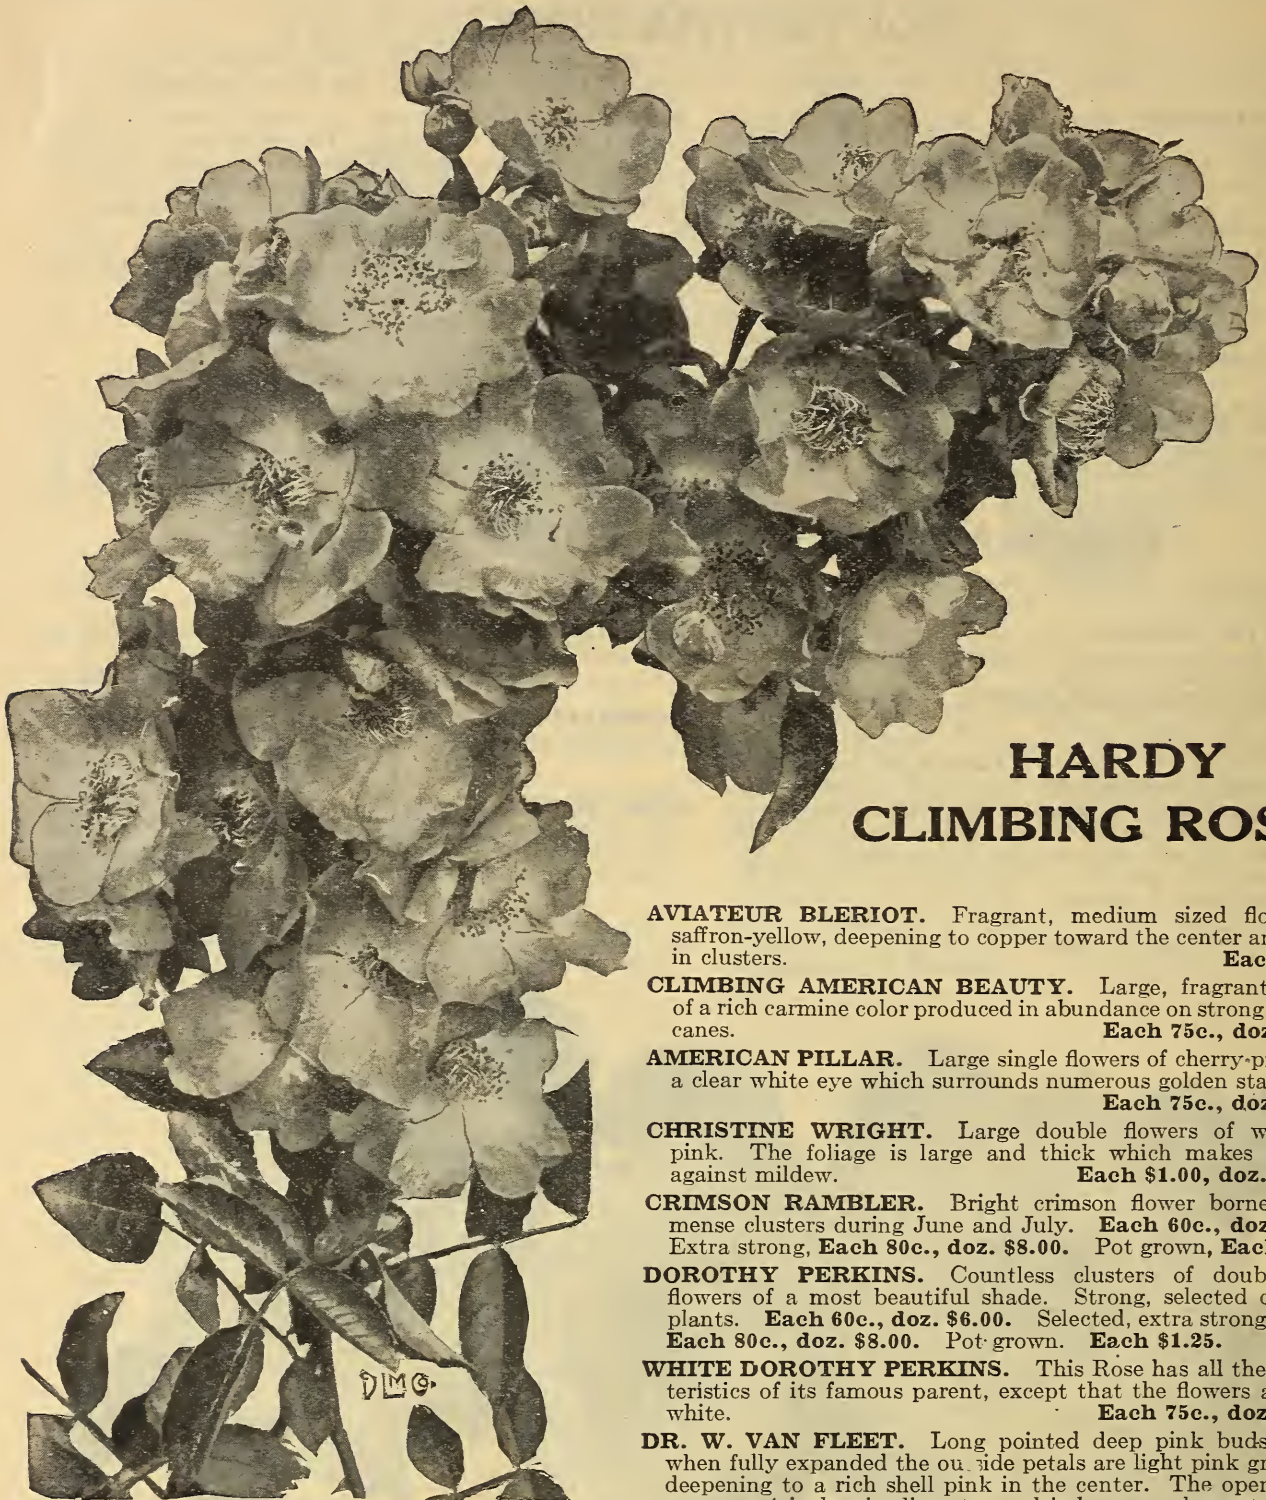 HARDY
CLIMBING ROS
AVIATEUR BLERIOT. Fragrant, medium sized flo
saffron-yellow, deepening to copper toward the center a
in clusters. Eac
CLIMBING AMERICAN BEAUTY. Large, fragrant
of a rich carmine color produced in abundance on strong
canes. Each 75c., doz
AMERICAN PILLAR. Large single flowers of cherry-p
a clear white eye which surrounds numerous golden sta
Each 75c., doz
CHRISTINE WRIGHT. Large double flowers of w
pink. The foliage is large and thick which makes
against mildew. Each $1.00, doz.
CRIMSON RAMBLER. Bright crimson flower borne
mense clusters during June and July. Each 60c., doz
Extra strong, Each 80c., doz. $8.00. Pot grown, Eac
DOROTHY PERKINS. Countless clusters of doub
flowers of a most beautiful shade. Strong, selected
plants. Each 60c., doz. $6.00. Selected, extra strong
Each 80c., doz. $8.00. Pot grown. Each $1.25.
WHITE DOROTHY PERKINS. This Rose has all the
teristics of its famous parent, except that the flowers a
white. Each 75c., doz
DR. W. VAN FLEET. Long pointed deep pink buds
when fully expanded the ou side petals are light pink gr
deepening to a rich shell pink in the center. The open